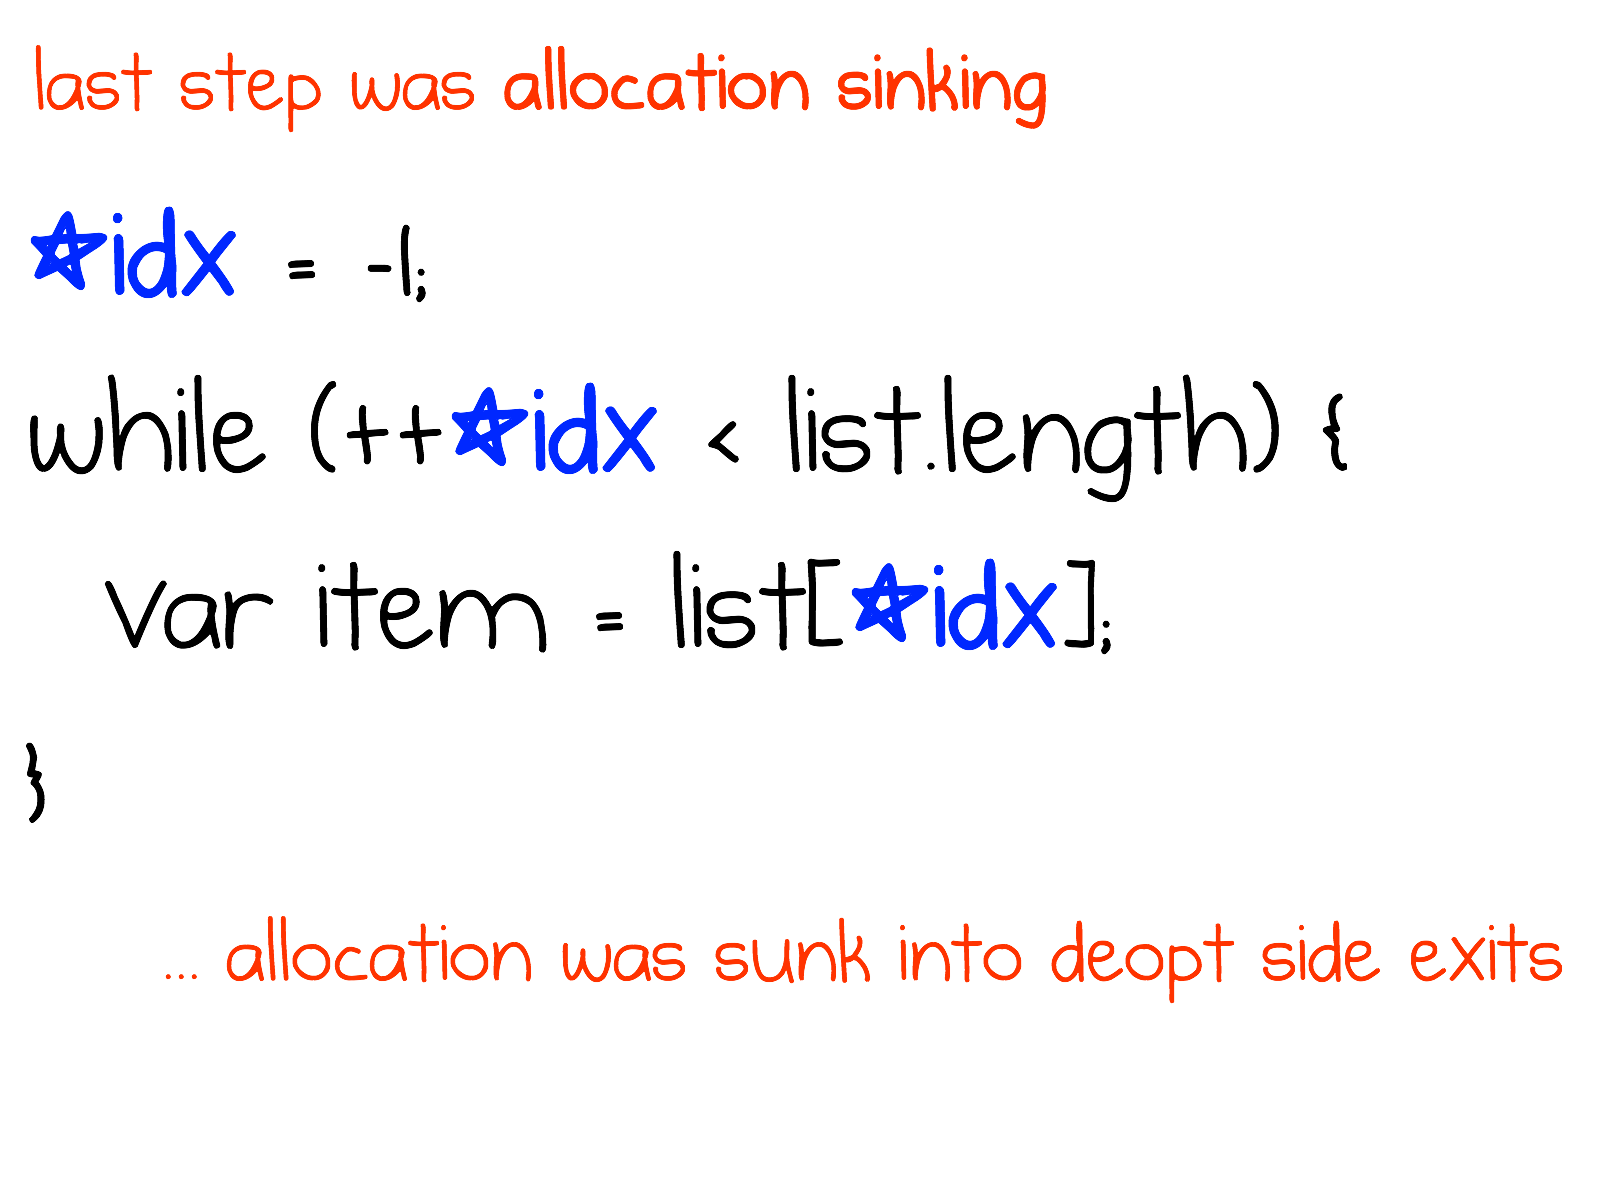 last step was allocation sinking
☆idx = -1;
while (++☆idx < list.length) {
var item = list[☆idx];
}
... allocation was sunk into deopt side exits